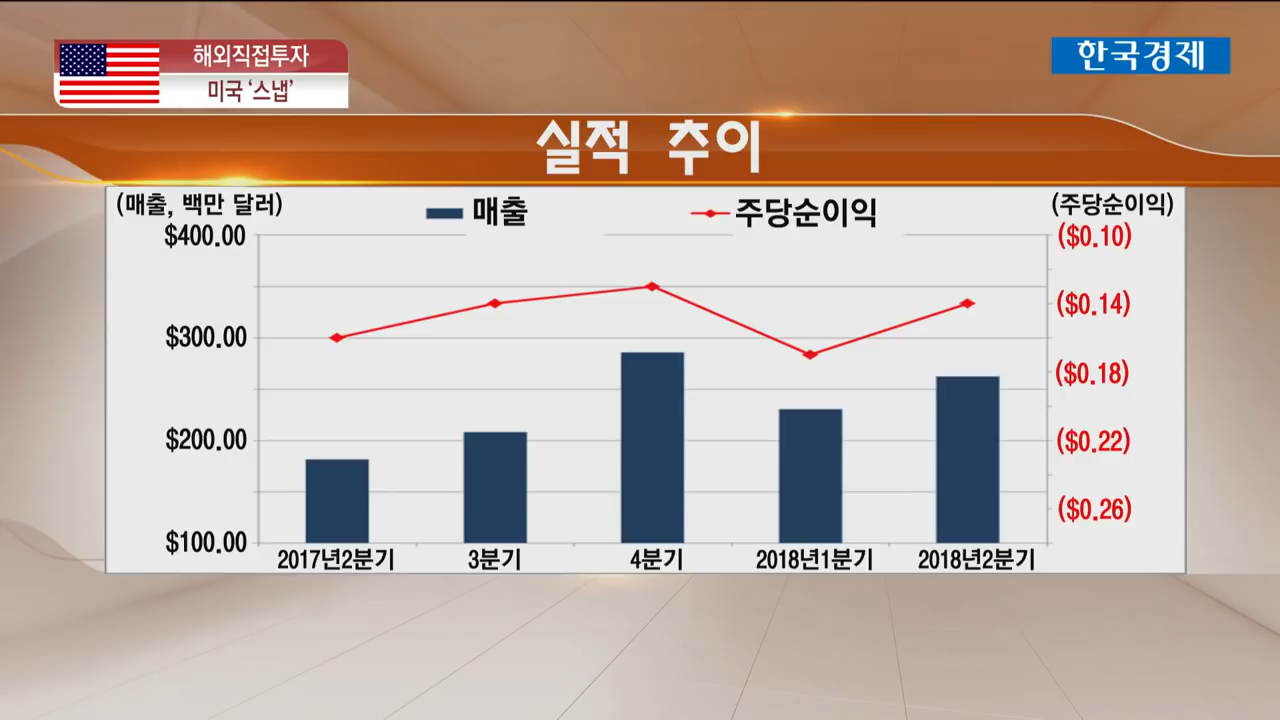 해외직접투자
미국 ‘스냅’
한국경제
실적 추이
(매출, 백만 달러)
매출
주당순이익
(주당순이익)
$400.00
$300.00
$200.00
$100.00
($0.10)
($0.14)
($0.18)
($0.22)
($0.26)
2017년2분기
3분기
4분기
2018년1분기
2018년2분기